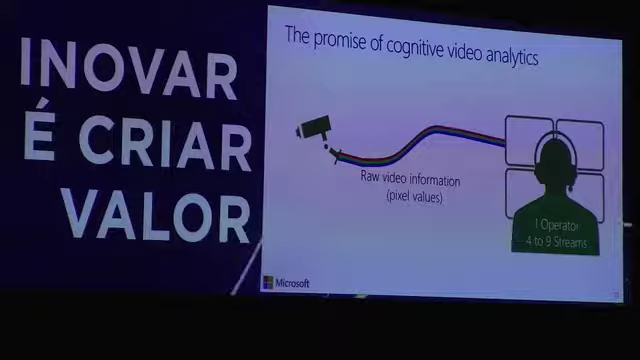 INOVAR
É CRIAR
VALOR
The promise of cognitive video analytics
Raw video information
(pixel values)
1 Operator
4 to 9 Streams
Microsoft